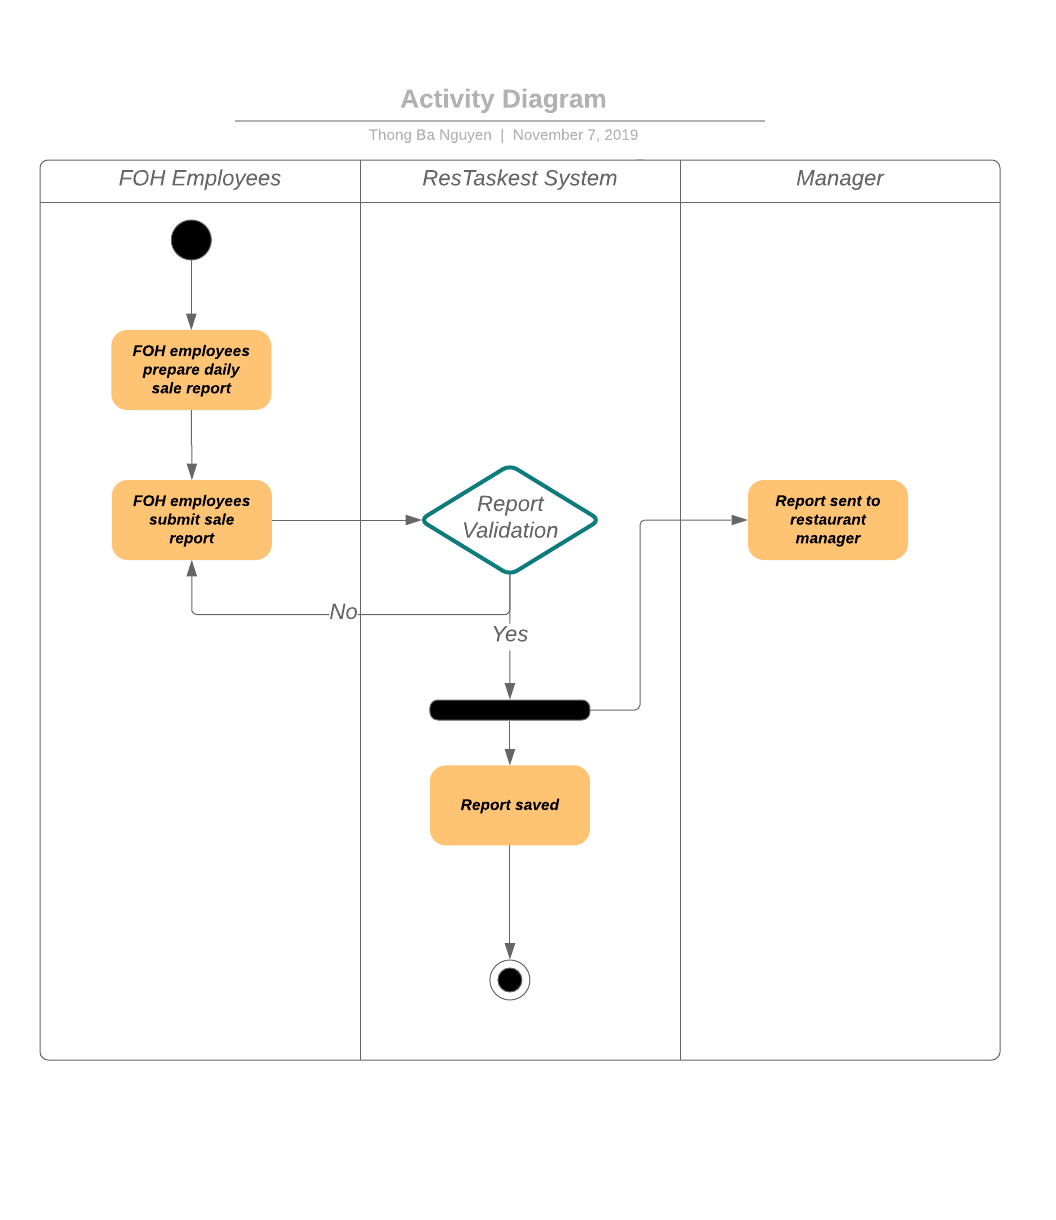 Activity Diagram
Thong Ba Nguyen | November 7, 2019
FOH Employees
ResTaskest System
Manager
FOH employees
prepare daily
sale report
FOH employees
submit sale
report
Report
Validation
Report sent to
restaurant
manager
No
Yes
Report saved